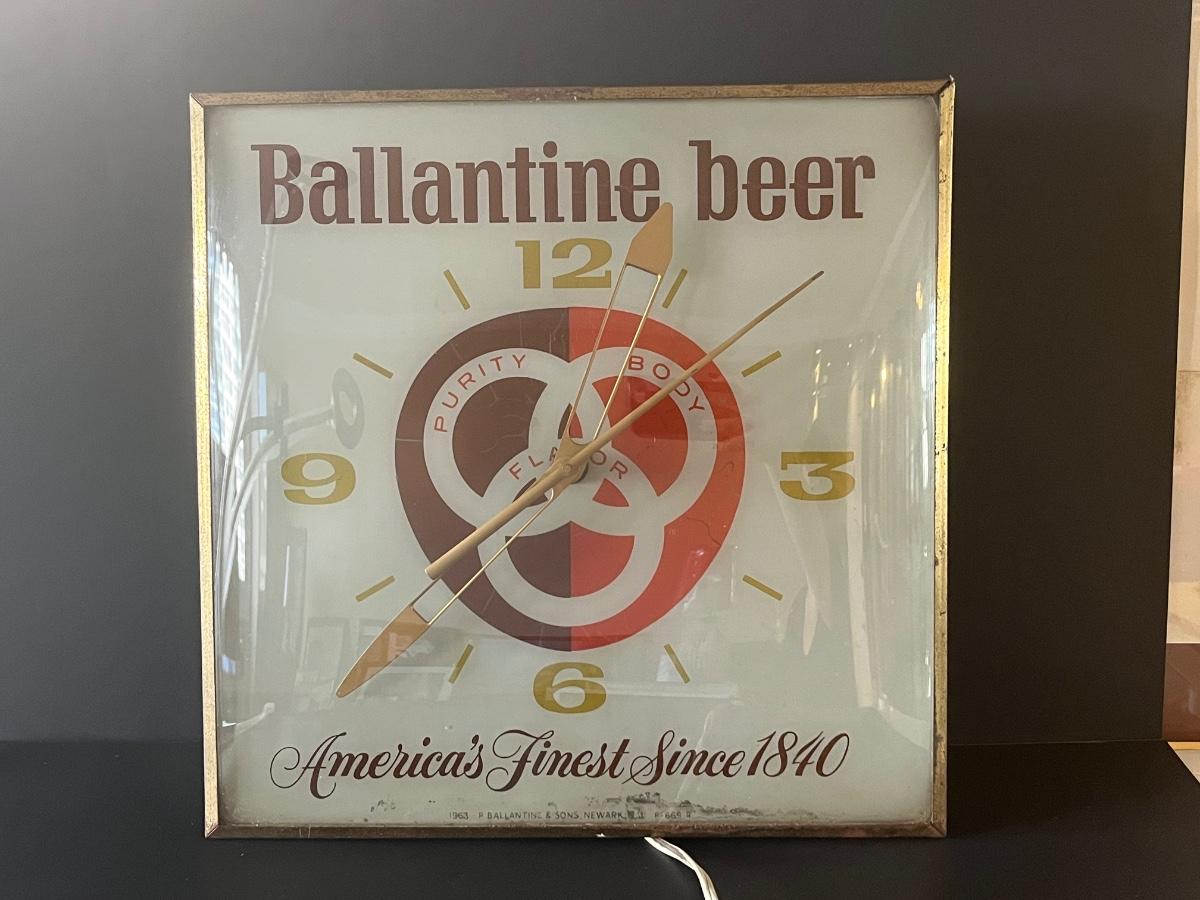 Ballantine beer
12
PURITY BODY
FLAVOR
9 3
6
America's Finest Since 1840
1963 P. BALLANTINE & SONS, NEWARK, N.J.